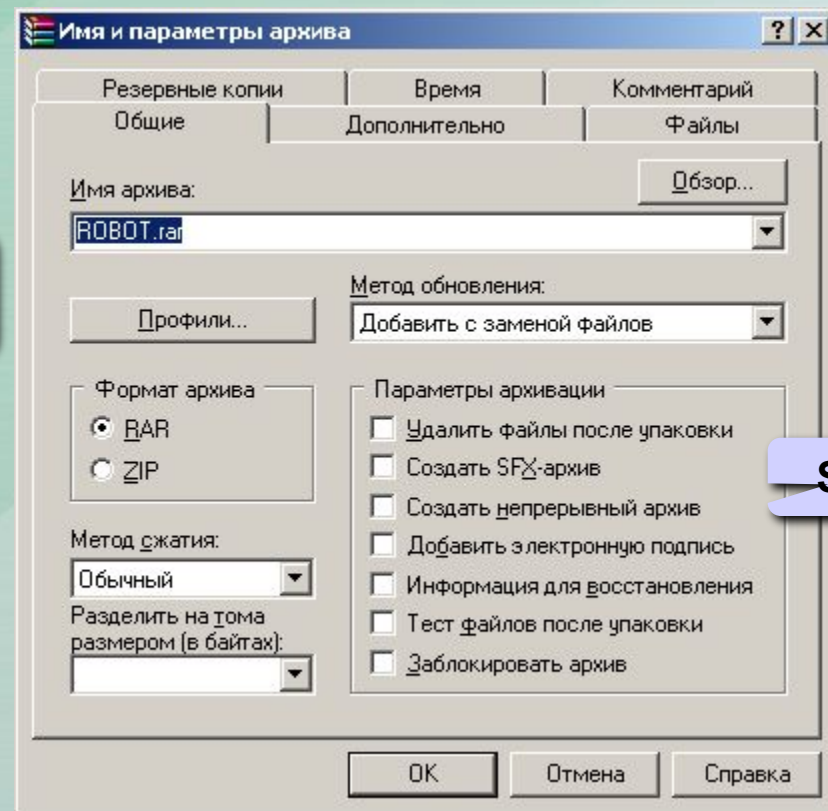 Имя и параметры архива
Резервные копии Время Комментарий
Общие Дополнительно Файлы
Имя архива:
Обзор...
ROBOT.rar
Метод обновления:
Профили...
Добавить с заменой файлов
Формат архива
RAR
ZIP
Метод сжатия:
Обычный
Разделить на тома
размером (в байтах):
Параметры архивации
Удалить файлы после упаковки
Создать SFX-архив
Создать непрерывный архив
Добавить электронную подпись
Информация для восстановления
Тест файлов после упаковки
Заблокировать архив
OK Отмена Справка